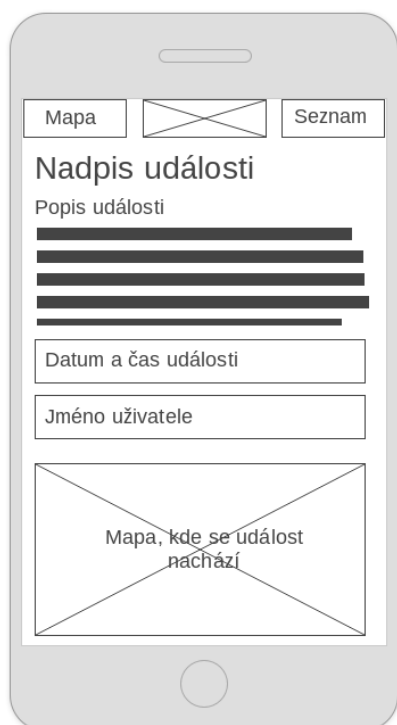 Mapa
Seznam
Nadpis události
Popis události
Datum a čas události
Jméno uživatele
Mapa, kde se událost
nachází